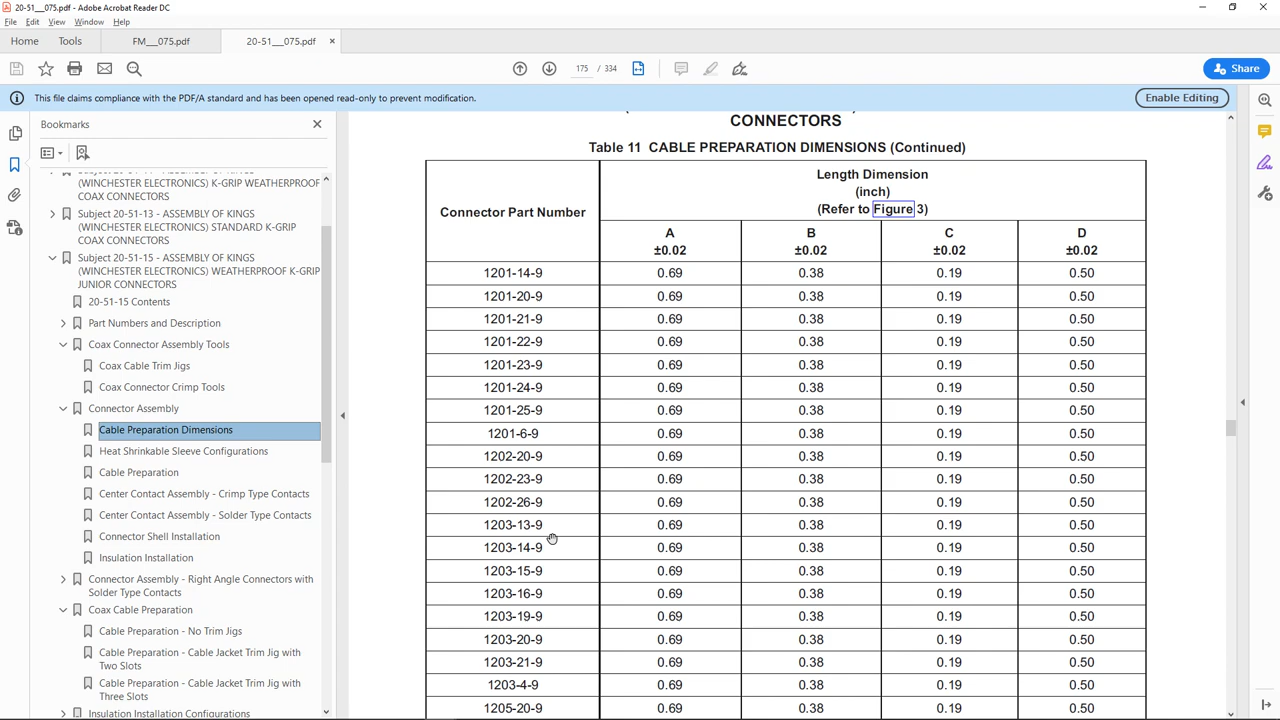 20-51___075.pdf - Adobe Acrobat Reader DC
File Edit View Window Help
Home Tools FM___075.pdf 20-51___075.pdf ×
175 / 334
Share
This file claims compliance with the PDF/A standard and has been opened read-only to prevent modification.
Enable Editing
Bookmarks
(WINCHESTER ELECTRONICS) K-GRIP WEATHERPROOF
COAX CONNECTORS
Subject 20-51-13 - ASSEMBLY OF KINGS
(WINCHESTER ELECTRONICS) STANDARD K-GRIP
COAX CONNECTORS
Subject 20-51-15 - ASSEMBLY OF KINGS
(WINCHESTER ELECTRONICS) WEATHERPROOF K-GRIP
JUNIOR CONNECTORS
20-51-15 Contents
Part Numbers and Description
Coax Connector Assembly Tools
Coax Cable Trim Jigs
Coax Connector Crimp Tools
Connector Assembly
Cable Preparation Dimensions
Heat Shrinkable Sleeve Configurations
Cable Preparation
Center Contact Assembly - Crimp Type Contacts
Center Contact Assembly - Solder Type Contacts
Connector Shell Installation
Insulation Installation
Connector Assembly - Right Angle Connectors with
Solder Type Contacts
Coax Cable Preparation
Cable Preparation - No Trim Jigs
Cable Preparation - Cable Jacket Trim Jig with
Two Slots
Cable Preparation - Cable Jacket Trim Jig with
Three Slots
Insulation Installation Configurations
CONNECTORS
Table 11 CABLE PREPARATION DIMENSIONS (Continued)
Connector Part Number
Length Dimension
(inch)
(Refer to Figure 3)
A B C D
±0.02 ±0.02 ±0.02 ±0.02
1201-14-9 0.69 0.38 0.19 0.50
1201-20-9 0.69 0.38 0.19 0.50
1201-21-9 0.69 0.38 0.19 0.50
1201-22-9 0.69 0.38 0.19 0.50
1201-23-9 0.69 0.38 0.19 0.50
1201-24-9 0.69 0.38 0.19 0.50
1201-25-9 0.69 0.38 0.19 0.50
1201-6-9 0.69 0.38 0.19 0.50
1202-20-9 0.69 0.38 0.19 0.50
1202-23-9 0.69 0.38 0.19 0.50
1202-26-9 0.69 0.38 0.19 0.50
1203-13-9 0.69 0.38 0.19 0.50
1203-14-9 0.69 0.38 0.19 0.50
1203-15-9 0.69 0.38 0.19 0.50
1203-16-9 0.69 0.38 0.19 0.50
1203-19-9 0.69 0.38 0.19 0.50
1203-20-9 0.69 0.38 0.19 0.50
1203-21-9 0.69 0.38 0.19 0.50
1203-4-9 0.69 0.38 0.19 0.50
1205-20-9 0.69 0.38 0.19 0.50